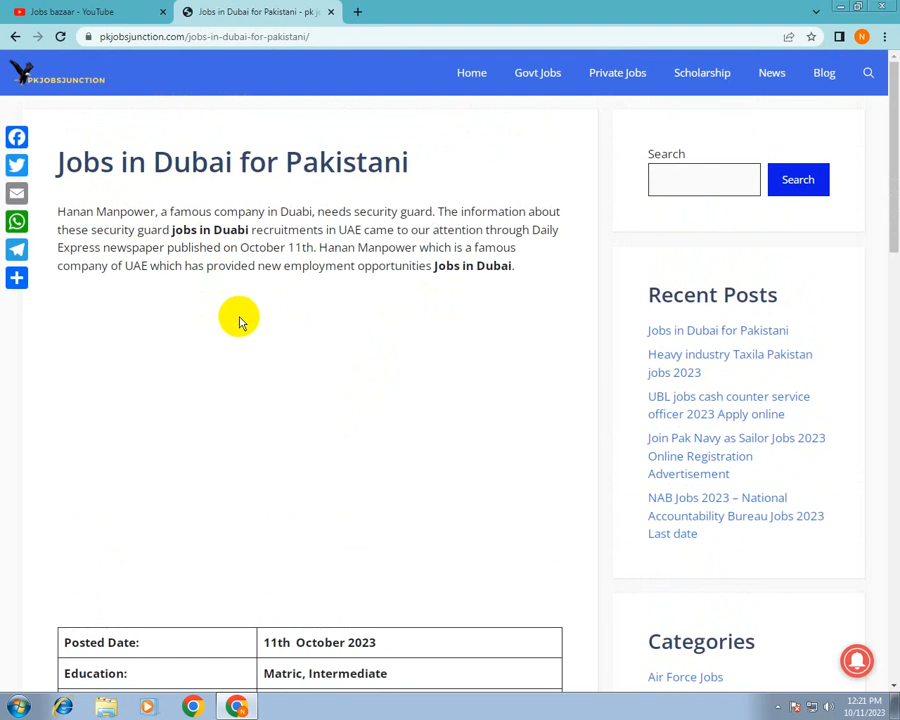 Jobs bazaar - YouTube
Jobs in Dubai for Pakistani - pk j
pkjobsjunction.com/jobs-in-dubai-for-pakistani/
N
PKJOBSJUNCTION
Home
Govt Jobs
Private Jobs
Scholarship
News
Blog
Jobs in Dubai for Pakistani
Hanan Manpower, a famous company in Duabi, needs security guard. The information about
these security guard jobs in Duabi recruitments in UAE came to our attention through Daily
Express newspaper published on October 11th. Hanan Manpower which is a famous
company of UAE which has provided new employment opportunities Jobs in Dubai.
Posted Date: 11th October 2023
Education: Matric, Intermediate
Search
Search
Recent Posts
Jobs in Dubai for Pakistani
Heavy industry Taxila Pakistan
jobs 2023
UBL jobs cash counter service
officer 2023 Apply online
Join Pak Navy as Sailor Jobs 2023
Online Registration
Advertisement
NAB Jobs 2023 – National
Accountability Bureau Jobs 2023
Last date
Categories
Air Force Jobs
12:21 PM
10/11/2023